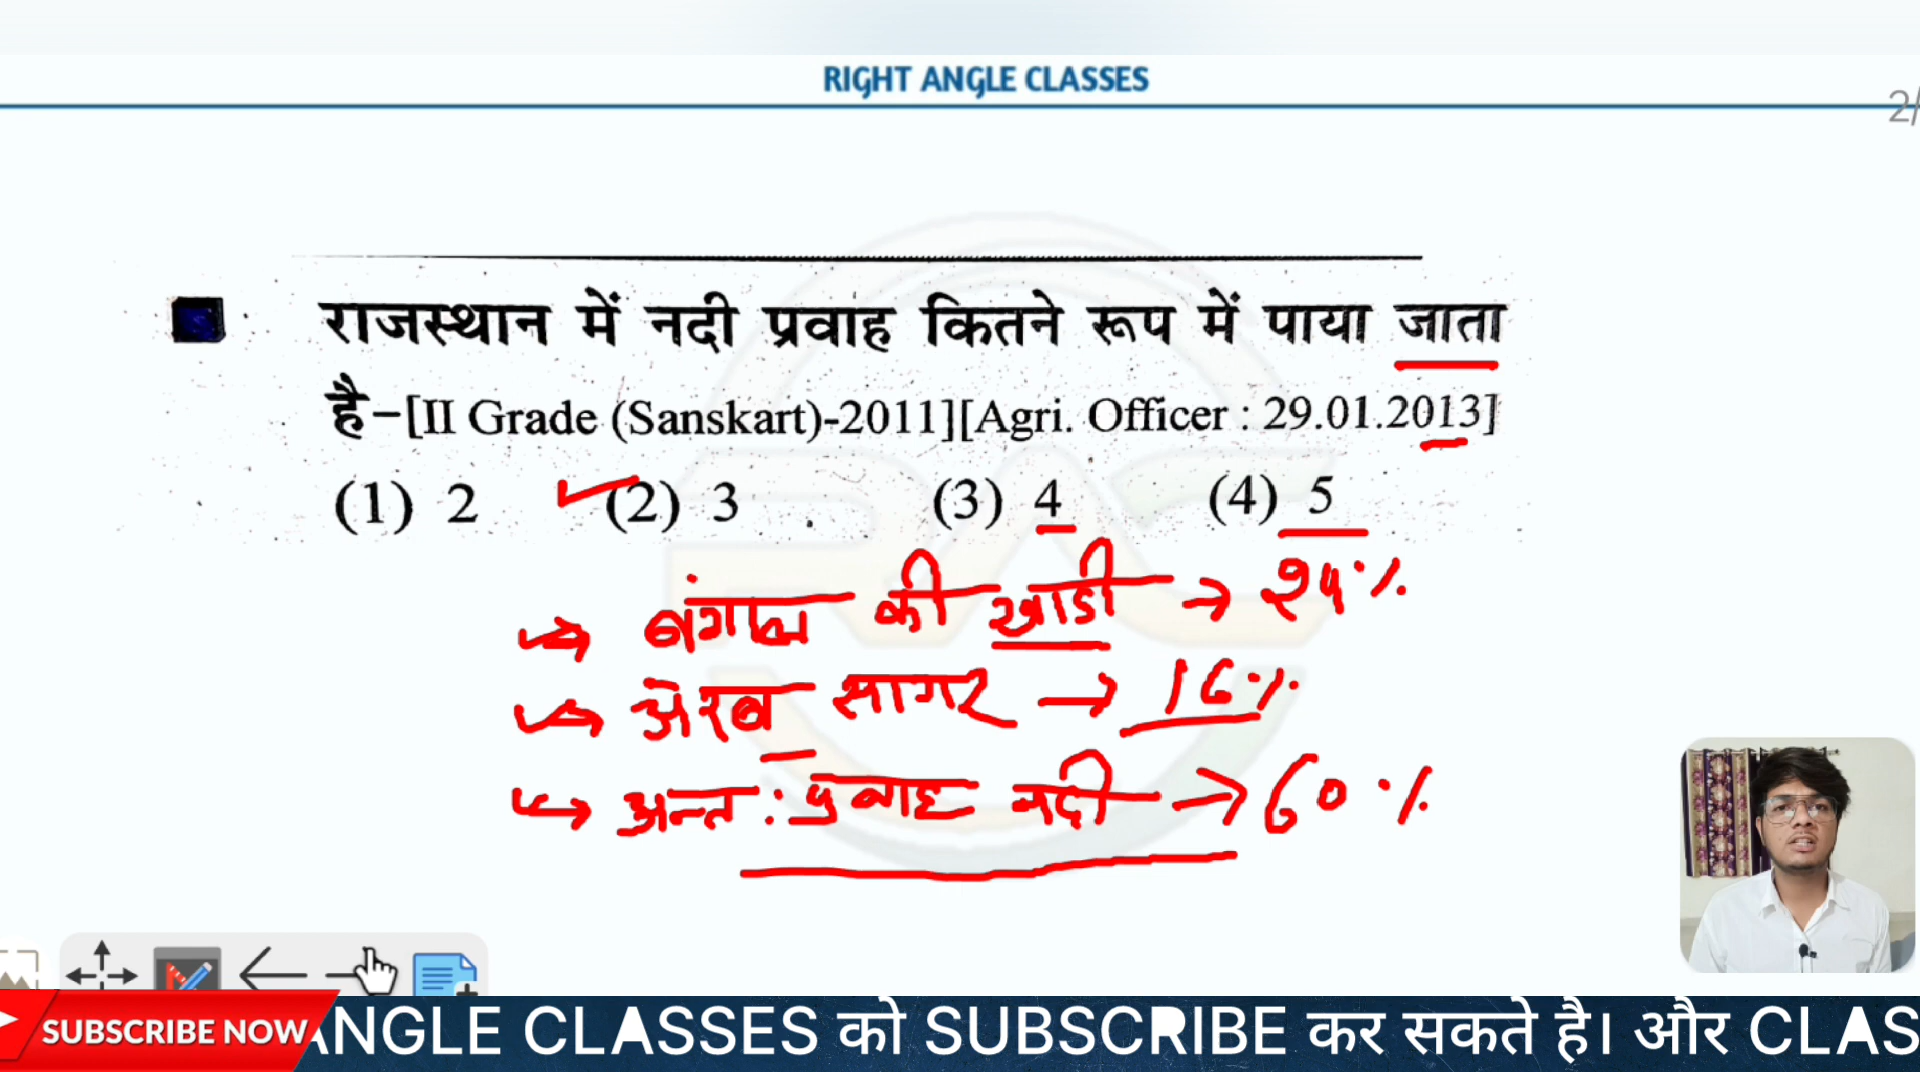 RIGHT ANGLE CLASSES
2/
राजस्थान में नदी प्रवाह कितने रूप में पाया जाता
है–[II Grade (Sanskart)-2011][Agri. Officer : 29.01.2013]
(1) 2 (2) 3 (3) 4 (4) 5
बंगाल की खाडी → 24%
अरब सागर → 16%
अन्त: प्रवाह नदी → 60%
SUBSCRIBE NOW
ANGLE CLASSES को SUBSCRIBE कर सकते है। और CLAS